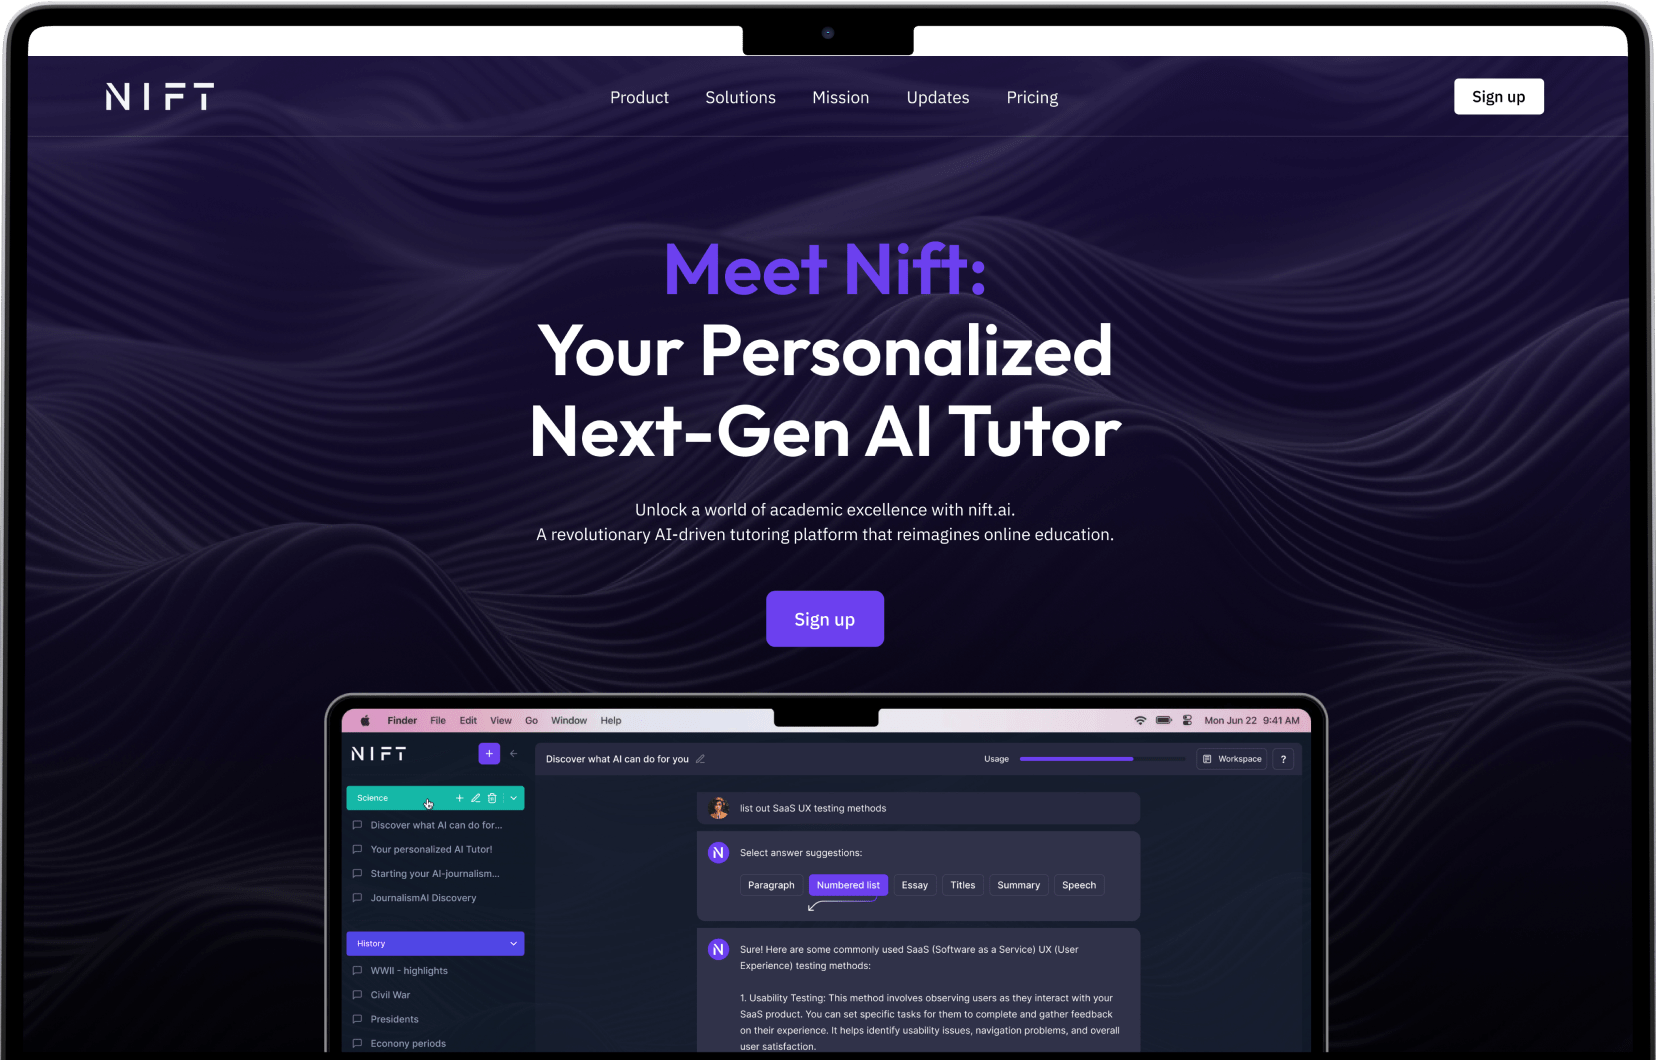 NIFT
Product Solutions Mission Updates Pricing
Sign up
Meet Nift:
Your Personalized
Next-Gen AI Tutor
Unlock a world of academic excellence with nift.ai.
A revolutionary AI-driven tutoring platform that reimagines online education.
Sign up
Finder File Edit View Go Window Help
Mon Jun 22 9:41 AM
NIFT
+
Discover what AI can do for you
Usage
Workspace
?
Science
Discover what AI can do for...
Your personalized AI Tutor!
Starting your AI-journalism...
JournalismAI Discovery
History
WWII - highlights
Civil War
Presidents
Econony periods
list out SaaS UX testing methods
N
Select answer suggestions:
Paragraph Numbered list Essay Titles Summary Speech
N
Sure! Here are some commonly used SaaS (Software as a Service) UX (User
Experience) testing methods:
1. Usability Testing: This method involves observing users as they interact with your
SaaS product. You can set specific tasks for them to complete and gather feedback
on their experience. It helps identify usability issues, navigation problems, and overall
user satisfaction.